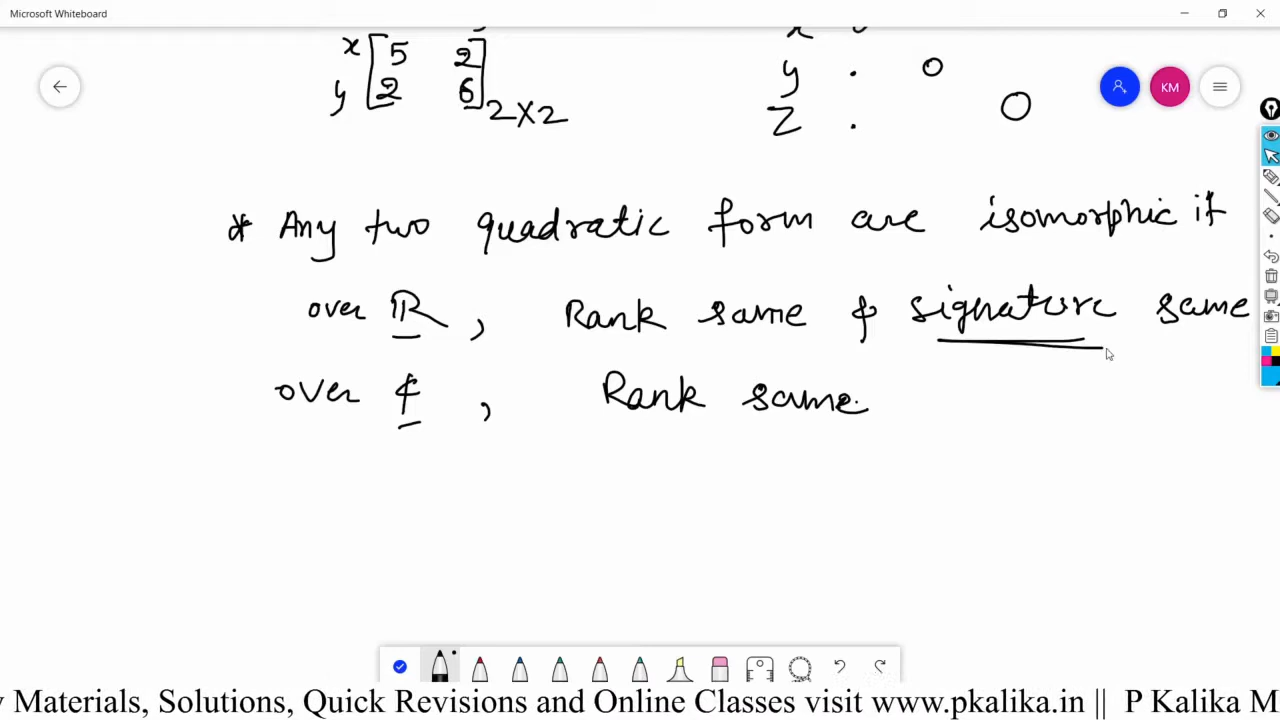 Microsoft Whiteboard
x [ 5 2 ]
y [ 2 6 ] 2x2
y . 0
Z . 0
KM
* Any two quadratic form are isomorphic if
over ℝ, Rank same & signature same
over ₵, Rank same.
y Materials, Solutions, Quick Revisions and Online Classes visit www.pkalika.in || P Kalika M